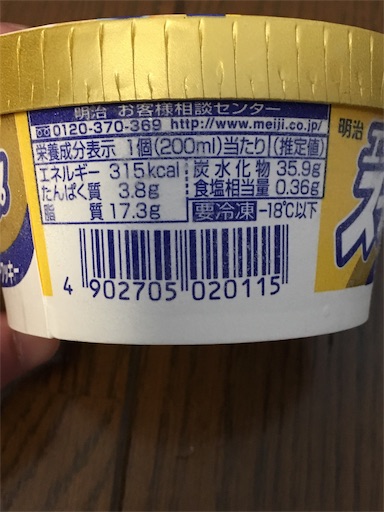 明治 お客様相談センター
0120-370-369 http://www.meiji.co.jp/
栄養成分表示 1個(200ml)当たり(推定値)
エネルギー 315kcal 炭水化物 35.9g
たんぱく質 3.8g 食塩相当量 0.36g
脂質 17.3g 要冷凍 -18℃以下
4 902705 020115
明治